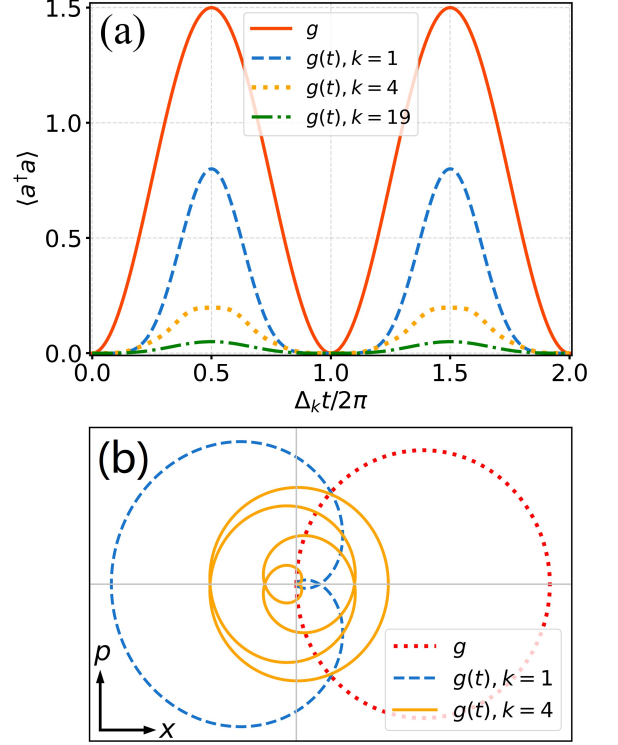 (a)
g
g(t), k = 1
g(t), k = 4
g(t), k = 19
⟨a†a⟩
1.5
1.0
0.5
0.0
0.0 0.5 1.0 1.5 2.0
Δₖt/2π
(b)
p
x
g
g(t), k = 1
g(t), k = 4